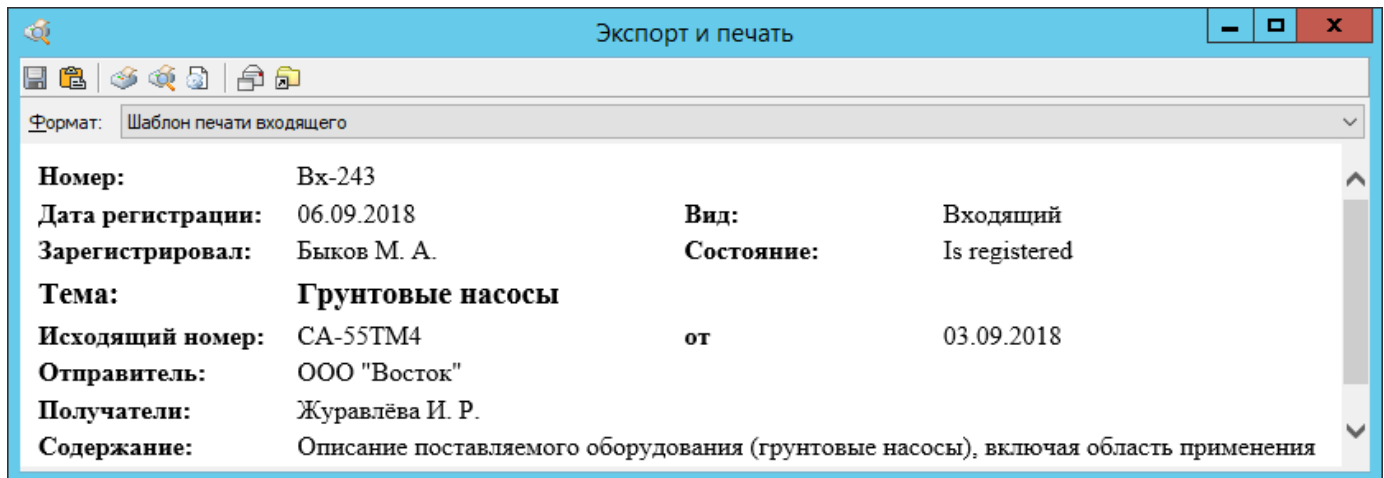 Экспорт и печать
Формат: Шаблон печати входящего
Номер: Вх-243
Дата регистрации: 06.09.2018 Вид: Входящий
Зарегистрировал: Быков М. А. Состояние: Is registered
Тема: Грунтовые насосы
Исходящий номер: СА-55ТМ4 от 03.09.2018
Отправитель: ООО "Восток"
Получатели: Журавлёва И. Р.
Содержание: Описание поставляемого оборудования (грунтовые насосы), включая область применения